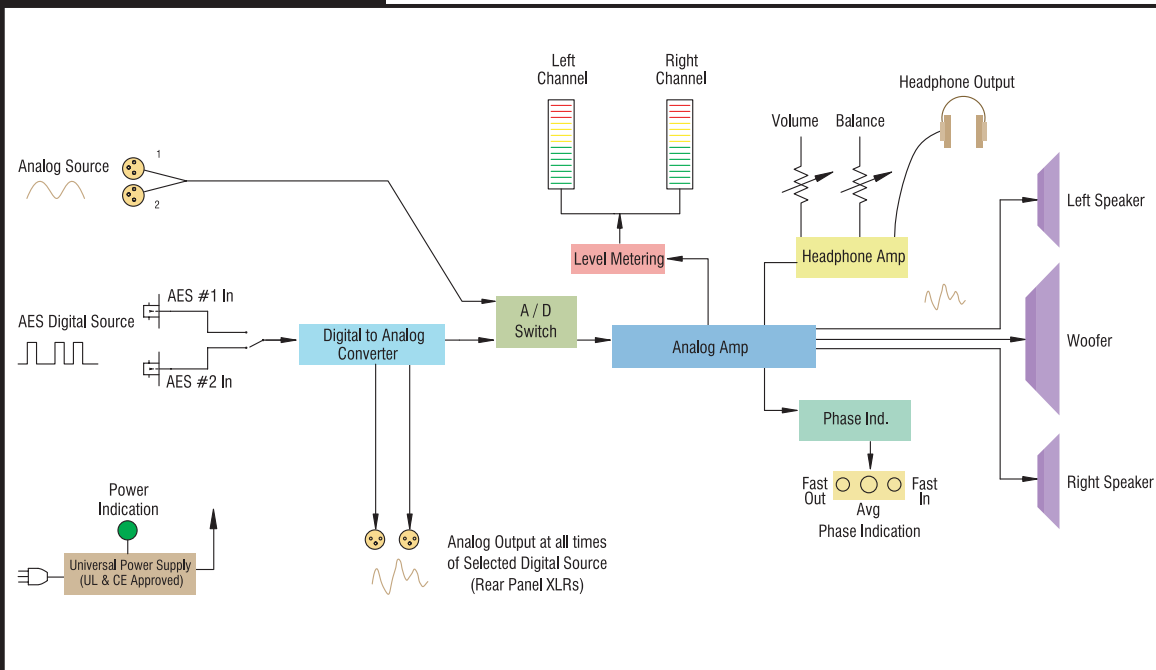 Left
Channel
Right
Channel
Headphone Output
Volume
Balance
Analog Source
1
2
Left Speaker
Level Metering
Headphone Amp
AES #1 In
AES Digital Source
A / D
Switch
Digital to Analog
Converter
Analog Amp
Woofer
AES #2 In
Phase Ind.
Right Speaker
Fast
Out
Fast
In
Avg
Phase Indication
Power
Indication
Universal Power Supply
(UL & CE Approved)
Analog Output at all times
of Selected Digital Source
(Rear Panel XLRs)